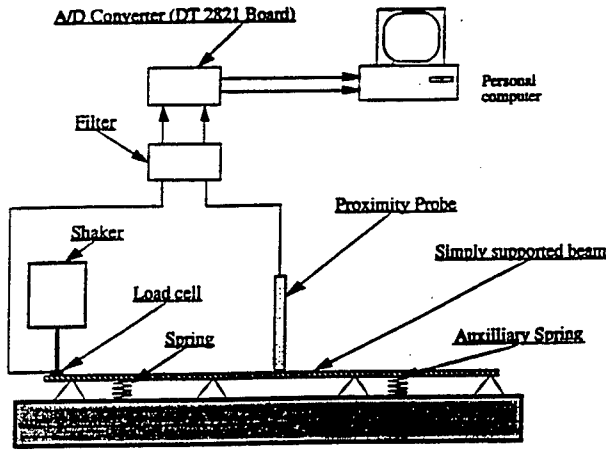 A/D Converter (DT 2821 Board)
Personal
computer
Filter
Proximity Probe
Shaker
Simply supported beam
Load cell
Spring
Auxilliary Spring